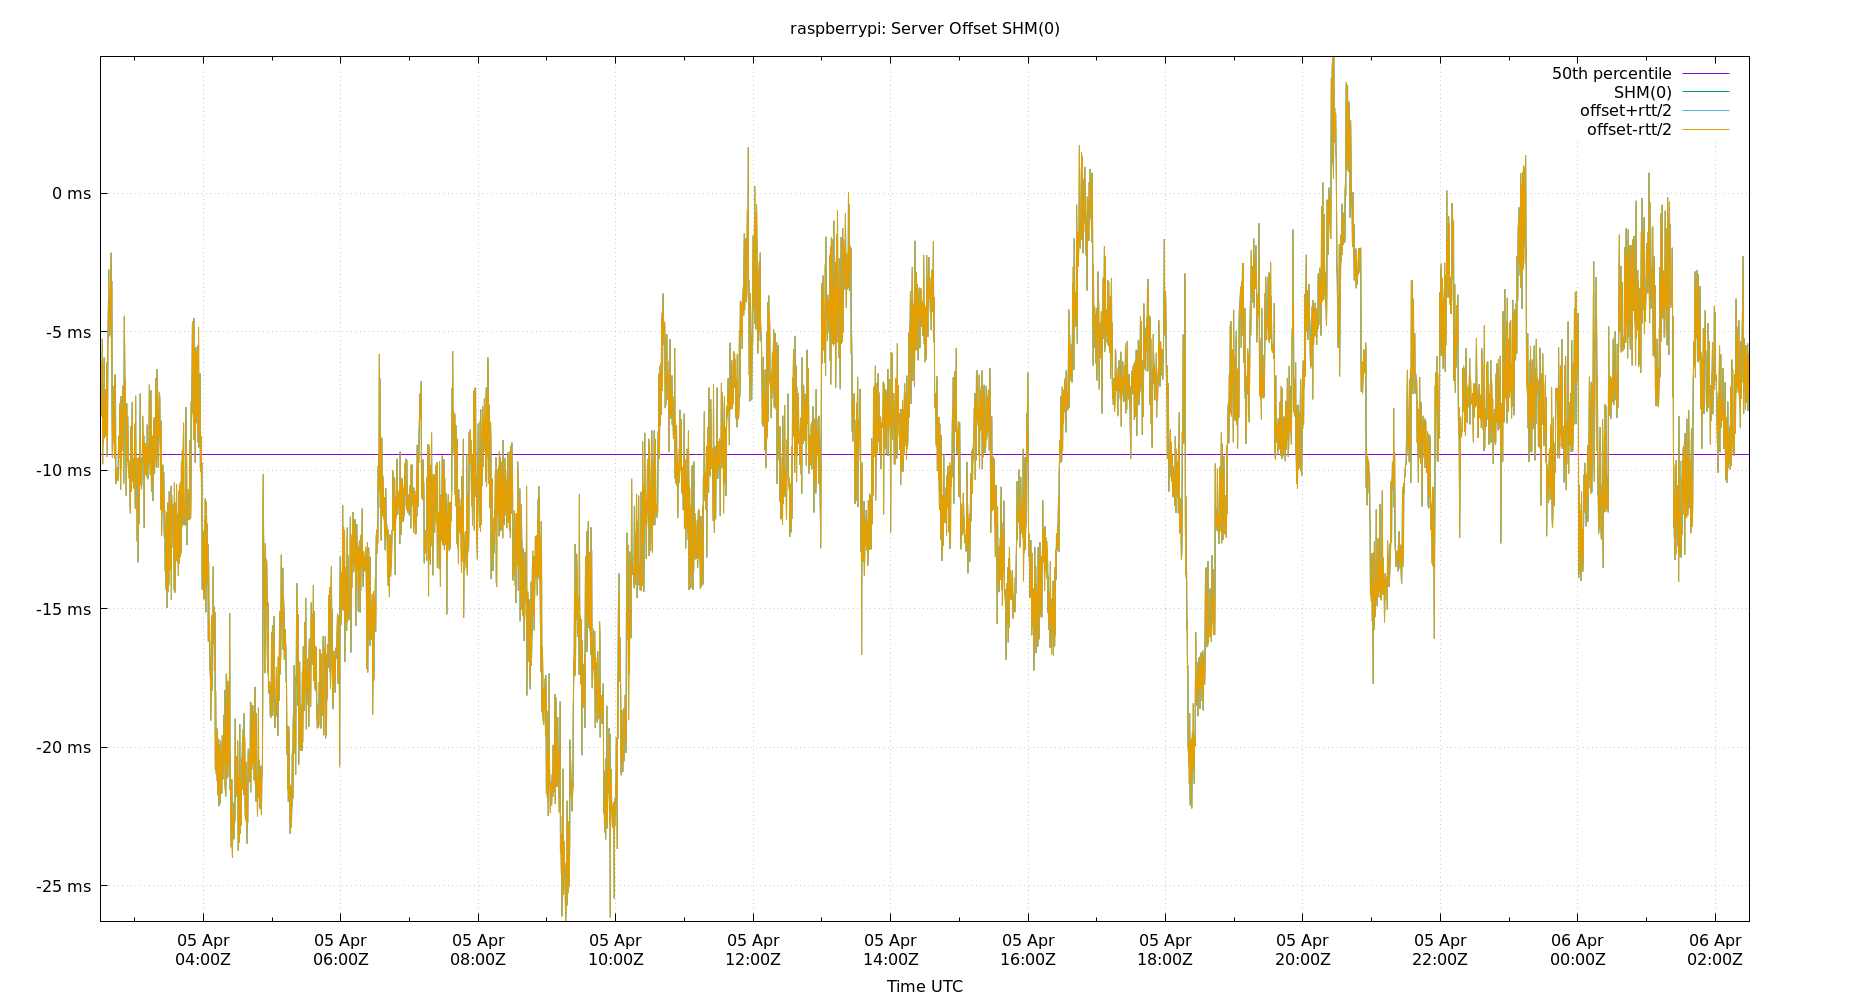 raspberrypi: Server Offset SHM(0)
50th percentile
SHM(0)
offset+rtt/2
offset-rtt/2
0 ms
-5 ms
-10 ms
-15 ms
-20 ms
-25 ms
05 Apr 05 Apr 05 Apr 05 Apr 05 Apr 05 Apr 05 Apr 05 Apr 05 Apr 05 Apr 06 Apr 06 Apr
04:00Z 06:00Z 08:00Z 10:00Z 12:00Z 14:00Z 16:00Z 18:00Z 20:00Z 22:00Z 00:00Z 02:00Z
Time UTC